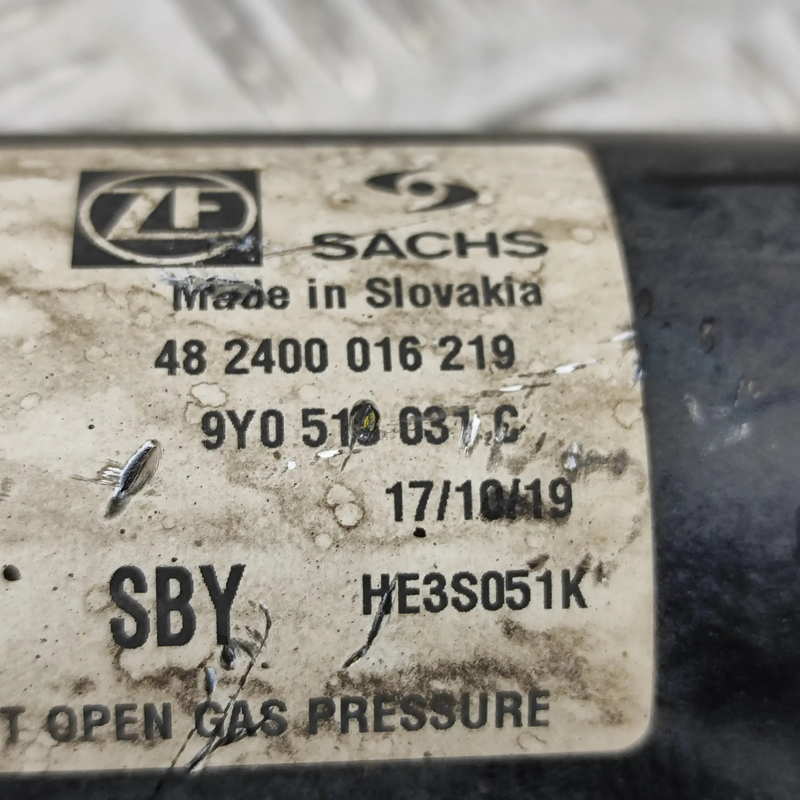 ZF
SACHS
Made in Slovakia
48 2400 016 219
9Y0 031 C
17/10/19
SBY HE3S051K
T OPEN GAS PRESSURE